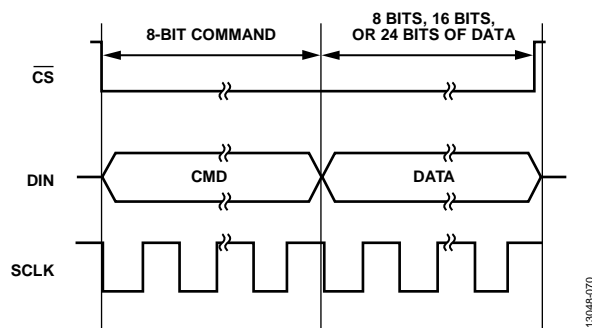 8-BIT COMMAND
8 BITS, 16 BITS,
OR 24 BITS OF DATA
CS
DIN
CMD
DATA
SCLK
13048-070